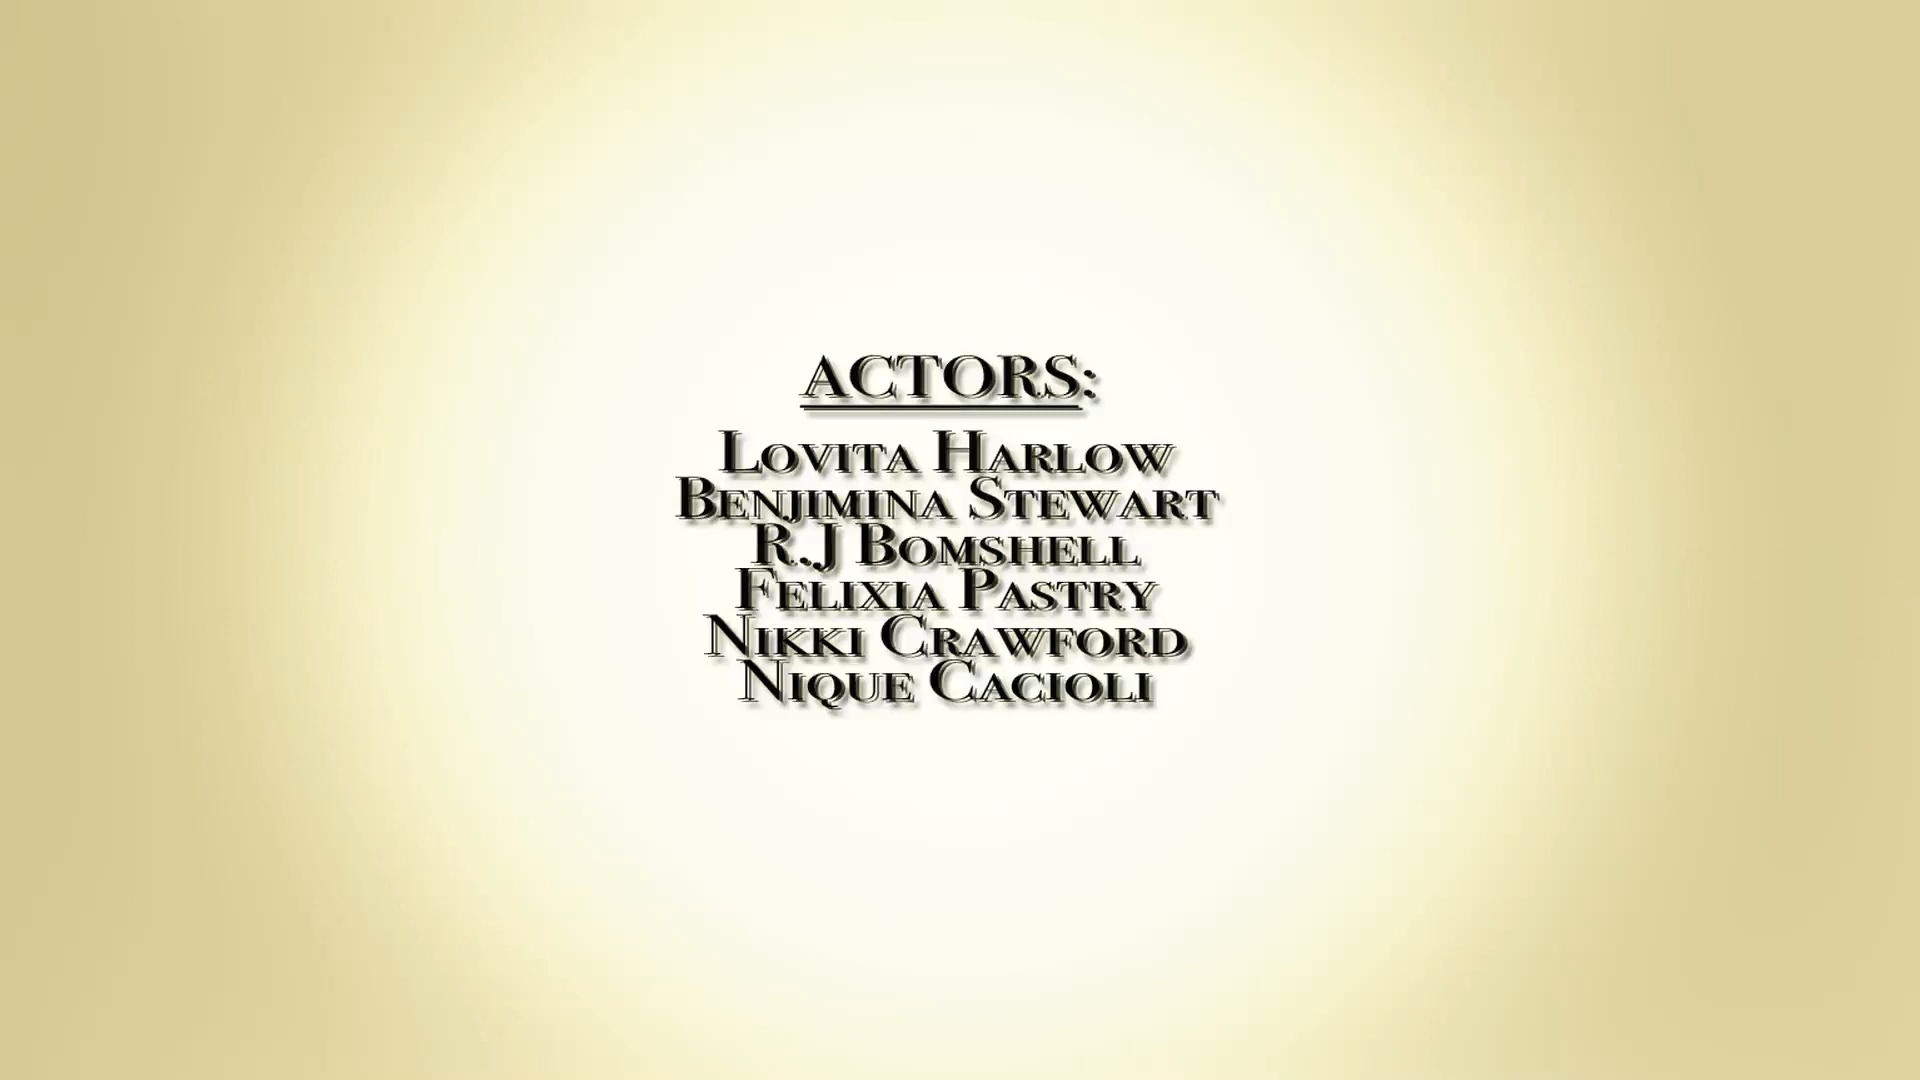 ACTORS:
Lovita Harlow
Benjimina Stewart
R.J Bomshell
Felixia Pastry
Nikki Crawford
Nique Cacioli